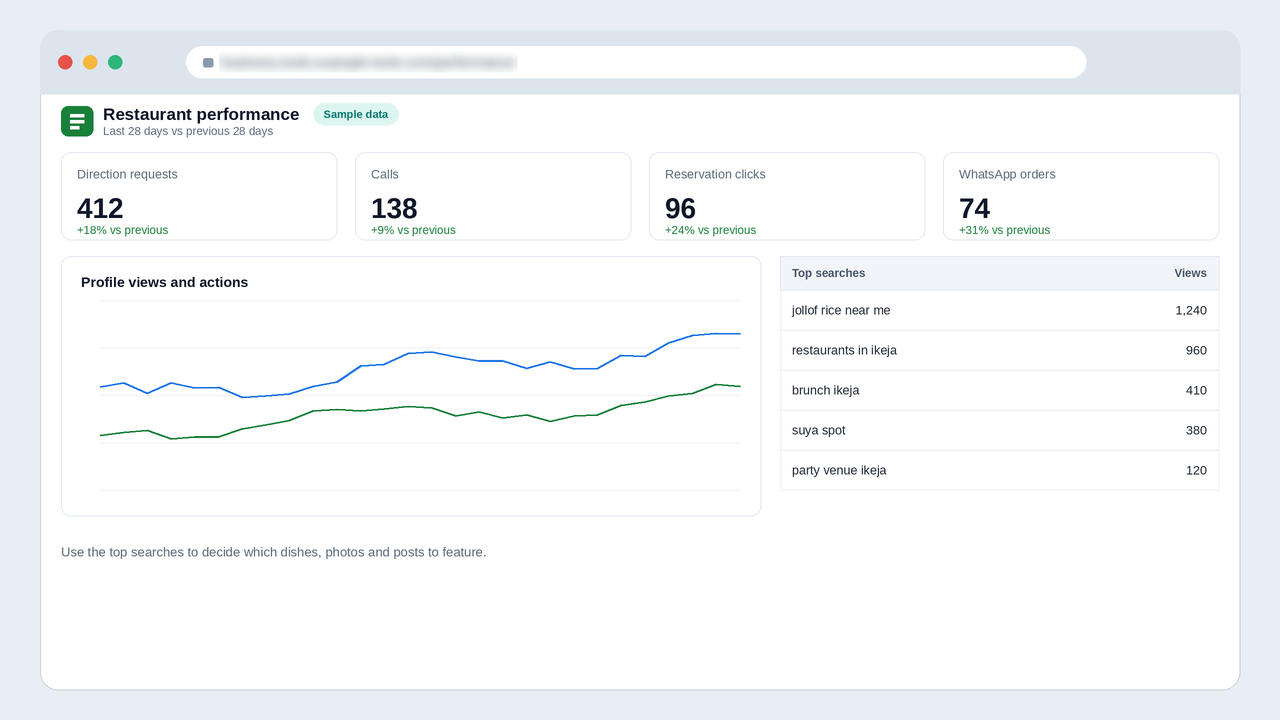 Restaurant performance
Sample data
Last 28 days vs previous 28 days
Direction requests
412
+18% vs previous
Calls
138
+9% vs previous
Reservation clicks
96
+24% vs previous
WhatsApp orders
74
+31% vs previous
Profile views and actions
Top searches Views
jollof rice near me 1,240
restaurants in ikeja 960
brunch ikeja 410
suya spot 380
party venue ikeja 120
Use the top searches to decide which dishes, photos and posts to feature.